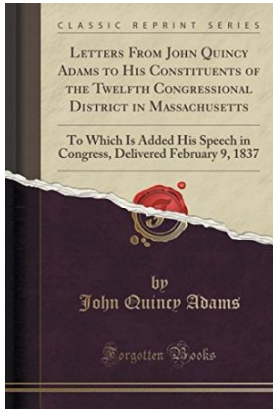 CLASSIC REPRINT SERIES
LETTERS FROM JOHN QUINCY
ADAMS TO HIS CONSTITUENTS OF
THE TWELFTH CONGRESSIONAL
DISTRICT IN MASSACHUSETTS
To Which Is Added His Speech in
Congress, Delivered February 9, 1837
by
John Quincy Adams
Forgotten Books